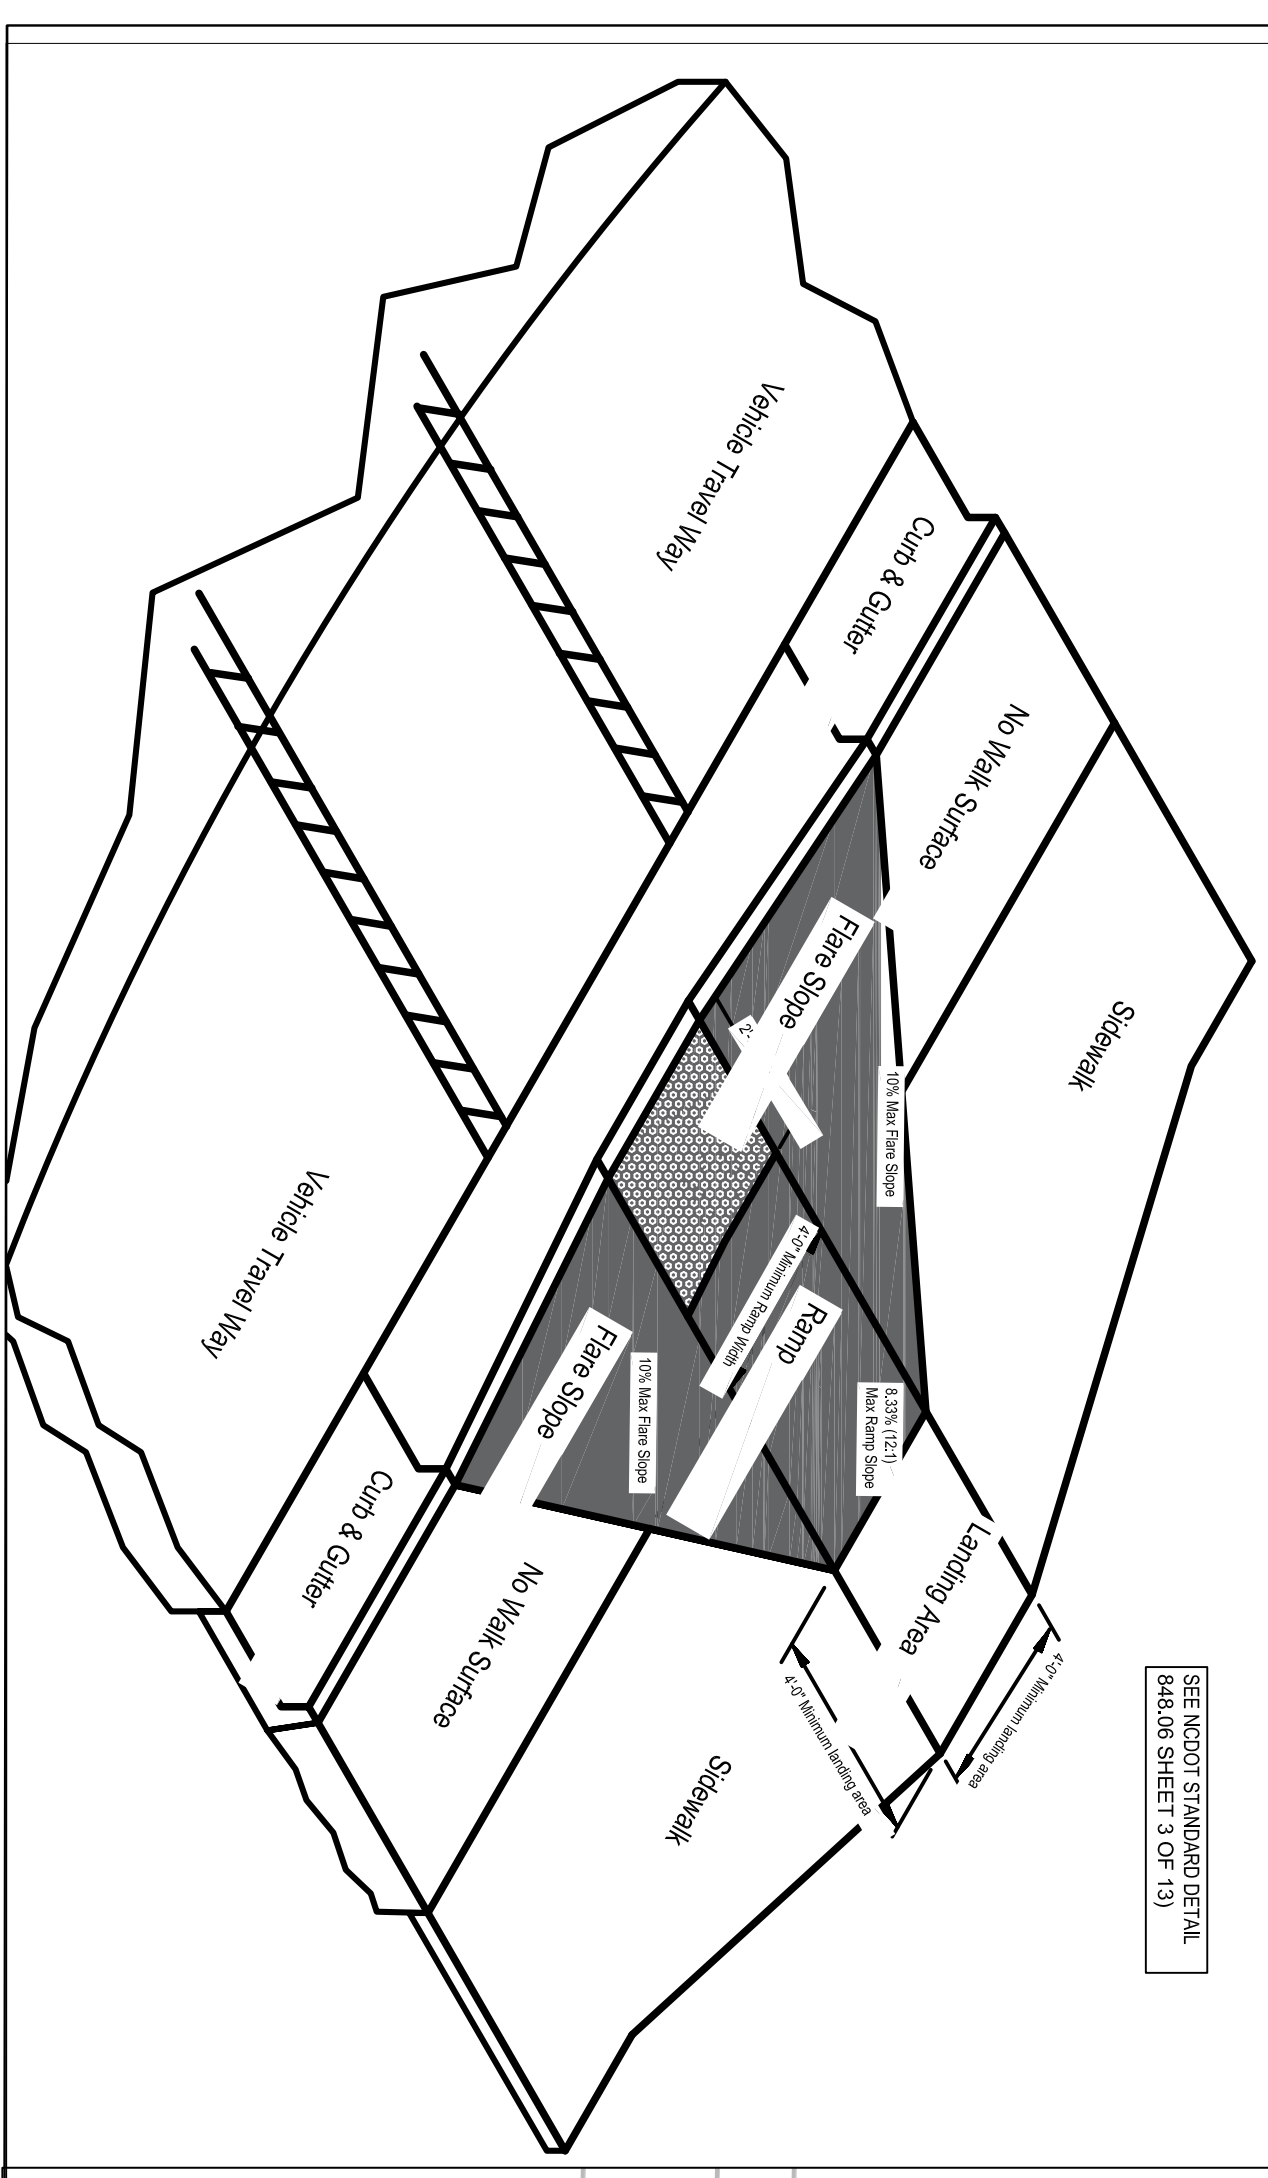 SEE NCDOT STANDARD DETAIL
848.06 SHEET 3 OF 13)
Vehicle Travel
Way
Curb & Gutter
No Walk Surface
Sidewalk
Flare Slope
2'-
10% Max Flare Slope
4'-0" Minimum Ramp Width
Ramp
8.33% (12:1)
Max Ramp Slope
Landing Area
4'-0" Minimum landing area
4'-0" Minimum landing area
Flare Slope
10% Max Flare Slope
Vehicle Travel
Way
Curb & Gutter
No Walk Surface
Sidewalk